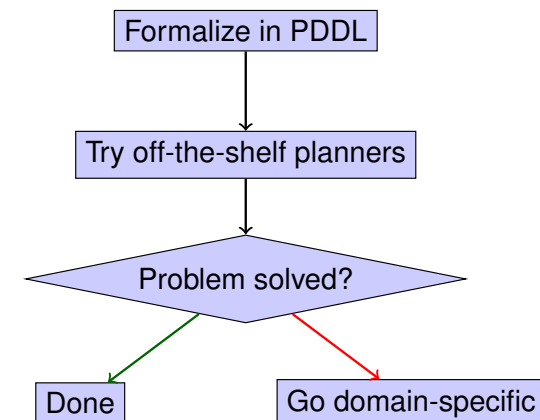 Formalize in PDDL
Try off-the-shelf planners
Problem solved?
Done
Go domain-specific